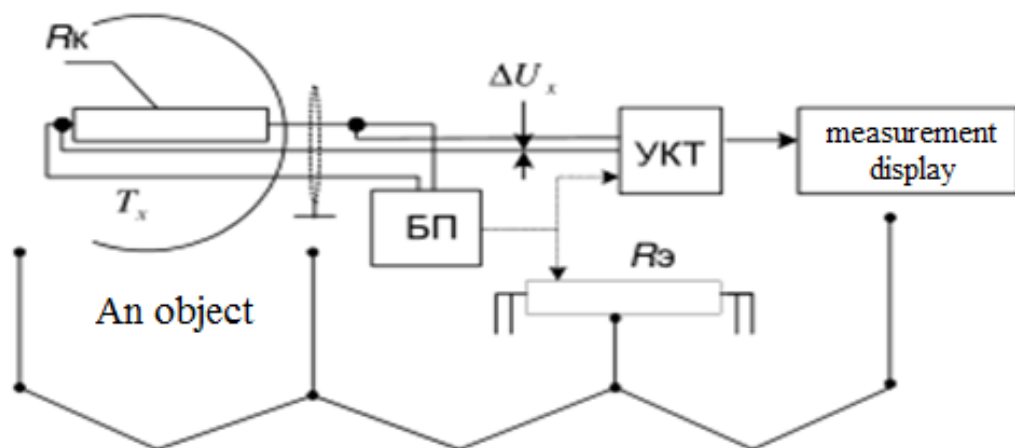 Rк
ΔUₓ
УКТ
measurement
display
Tₓ
БП
Rэ
An object